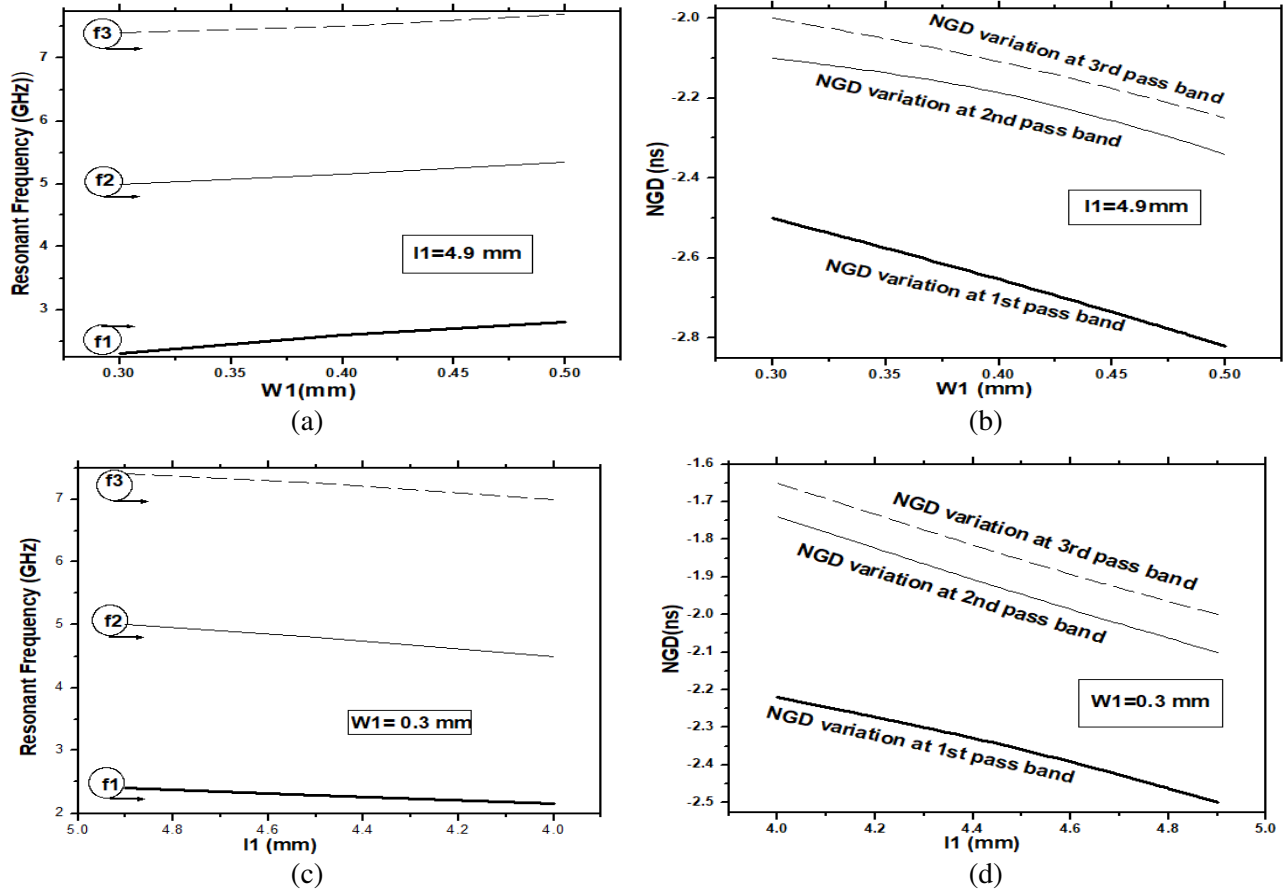 f3
7
6
5
4
3
f2
f1
Resonant Frequency (GHz))
l1=4.9 mm
0.30 0.35 0.40 0.45 0.50
W1(mm)
(a)
-2.0
-2.2
-2.4
-2.6
-2.8
NGD (ns)
NGD variation at 3rd pass band
NGD variation at 2nd pass band
l1=4.9mm
NGD variation at 1st pass band
0.30 0.35 0.40 0.45 0.50
W1 (mm)
(b)
f3
7
6
5
4
3
2
f2
f1
Resonant Frequency (GHz)
W1= 0.3 mm
5.0 4.8 4.6 4.4 4.2 4.0
l1 (mm)
(c)
-1.6
-1.7
-1.8
-1.9
-2.0
-2.1
-2.2
-2.3
-2.4
-2.5
NGD(ns)
NGD variation at 3rd pass band
NGD variation at 2nd pass band
W1=0.3 mm
NGD variation at 1st pass band
4.0 4.2 4.4 4.6 4.8 5.0
l1 (mm)
(d)